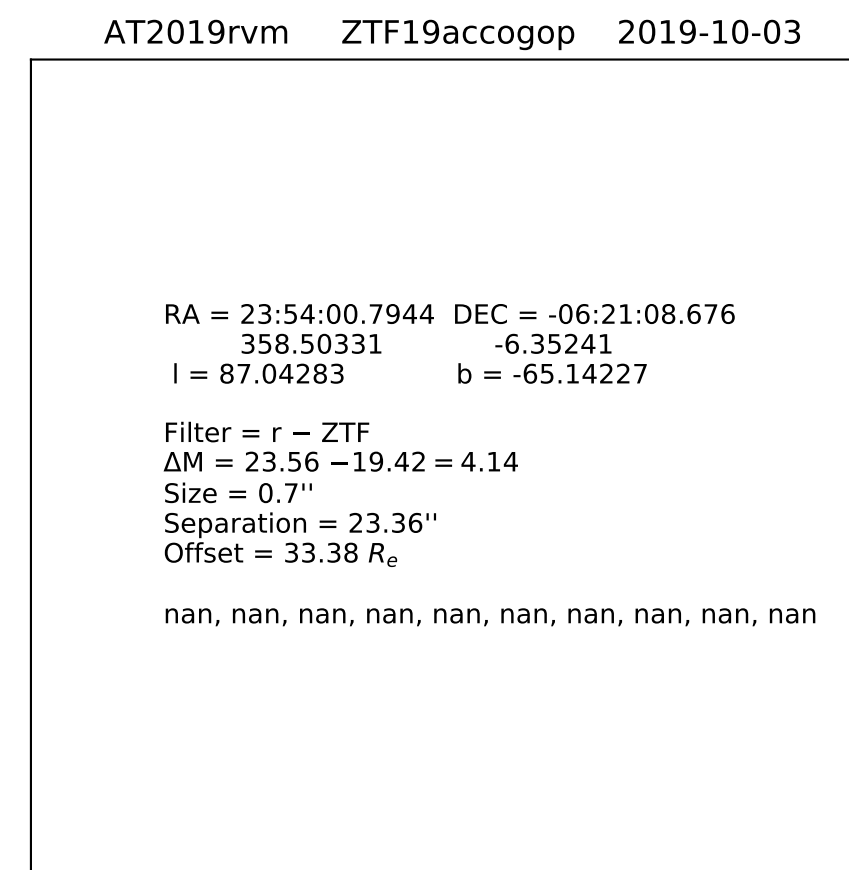 AT2019rvm ZTF19accogop 2019-10-03
RA = 23:54:00.7944 DEC = -06:21:08.676
358.50331 -6.35241
l = 87.04283 b = -65.14227
Filter = r − ZTF
ΔM = 23.56 −19.42 = 4.14
Size = 0.7''
Separation = 23.36''
Offset = 33.38 Re
nan, nan, nan, nan, nan, nan, nan, nan, nan, nan